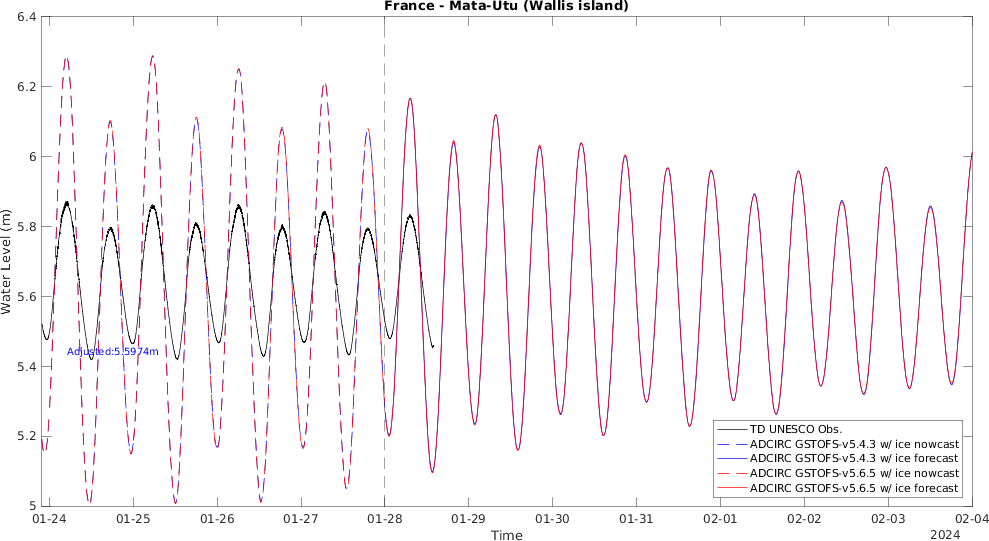 France - Mata-Utu (Wallis island)
6.4
6.2
6
5.8
5.6
5.4
5.2
5
Water Level (m)
Adjusted:5.5974m
TD UNESCO Obs.
ADCIRC GSTOFS-v5.4.3 w/ ice nowcast
ADCIRC GSTOFS-v5.4.3 w/ ice forecast
ADCIRC GSTOFS-v5.6.5 w/ ice nowcast
ADCIRC GSTOFS-v5.6.5 w/ ice forecast
01-24 01-25 01-26 01-27 01-28 01-29 01-30 01-31 02-01 02-02 02-03 02-04
Time
2024